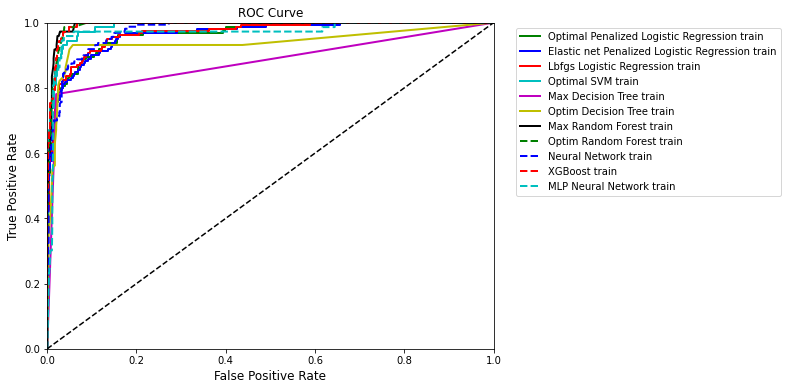 ROC Curve
True Positive Rate
1.0
0.8
0.6
0.4
0.2
0.0
0.0 0.2 0.4 0.6 0.8 1.0
False Positive Rate
Optimal Penalized Logistic Regression train
Elastic net Penalized Logistic Regression train
Lbfgs Logistic Regression train
Optimal SVM train
Max Decision Tree train
Optim Decision Tree train
Max Random Forest train
Optim Random Forest train
Neural Network train
XGBoost train
MLP Neural Network train